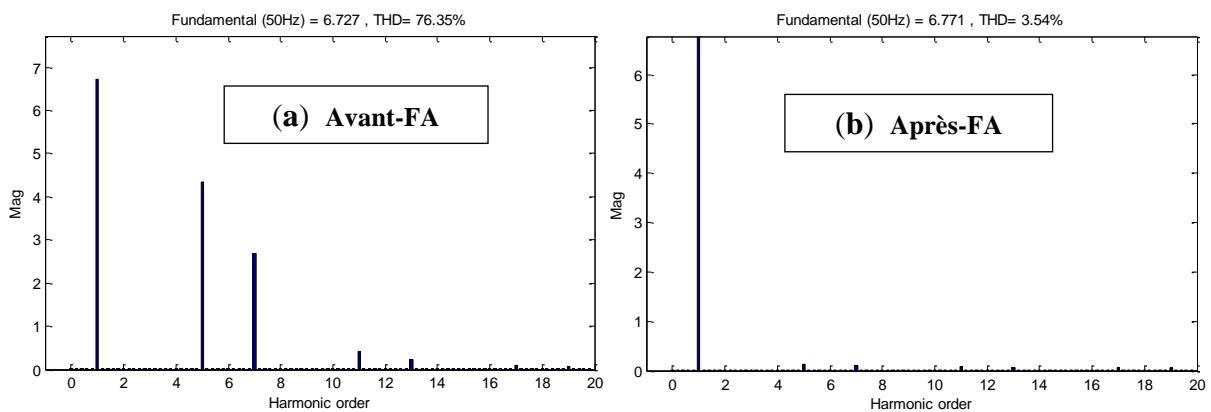 Fundamental (50Hz) = 6.727 , THD= 76.35%
7
6
5
4
3
2
1
0
Mag
(a) Avant-FA
0 2 4 6 8 10 12 14 16 18 20
Harmonic order
Fundamental (50Hz) = 6.771 , THD= 3.54%
6
5
4
3
2
1
0
Mag
(b) Après-FA
0 2 4 6 8 10 12 14 16 18 20
Harmonic order